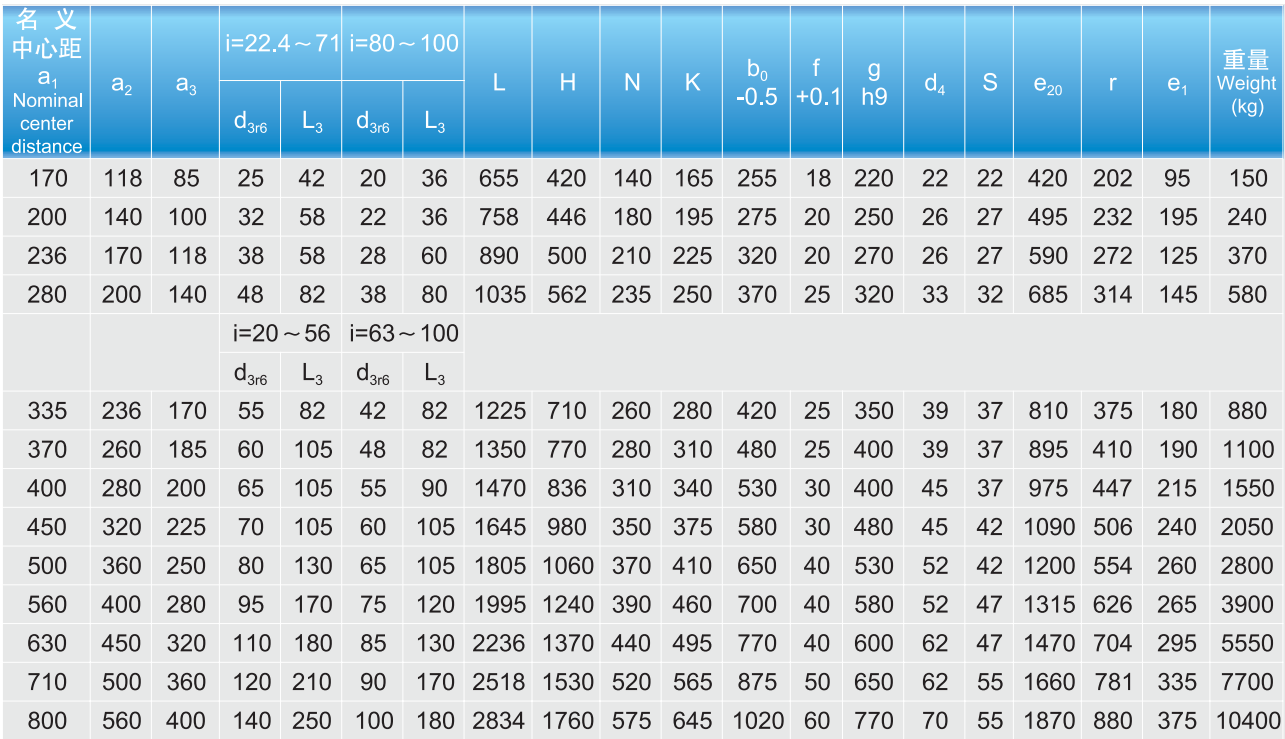 名 义
中心距
a₁
Nominal
center
distance
a₂ a₃ i=22.4～71 i=80～100 L H N K b₀ -0.5 f +0.1 g h9 d₄ S e₂₀ r e₁ 重量 Weight (kg)
d₃r₆ L₃ d₃r₆ L₃
170 118 85 25 42 20 36 655 420 140 165 255 18 220 22 22 420 202 95 150
200 140 100 32 58 22 36 758 446 180 195 275 20 250 26 27 495 232 195 240
236 170 118 38 58 28 60 890 500 210 225 320 20 270 26 27 590 272 125 370
280 200 140 48 82 38 80 1035 562 235 250 370 25 320 33 32 685 314 145 580
i=20～56 i=63～100
d₃r₆ L₃ d₃r₆ L₃
335 236 170 55 82 42 82 1225 710 260 280 420 25 350 39 37 810 375 180 880
370 260 185 60 105 48 82 1350 770 280 310 480 25 400 39 37 895 410 190 1100
400 280 200 65 105 55 90 1470 836 310 340 530 30 400 45 37 975 447 215 1550
450 320 225 70 105 60 105 1645 980 350 375 580 30 480 45 42 1090 506 240 2050
500 360 250 80 130 65 105 1805 1060 370 410 650 40 530 52 42 1200 554 260 2800
560 400 280 95 170 75 120 1995 1240 390 460 700 40 580 52 47 1315 626 265 3900
630 450 320 110 180 85 130 2236 1370 440 495 770 40 600 62 47 1470 704 295 5550
710 500 360 120 210 90 170 2518 1530 520 565 875 50 650 62 55 1660 781 335 7700
800 560 400 140 250 100 180 2834 1760 575 645 1020 60 770 70 55 1870 880 375 10400